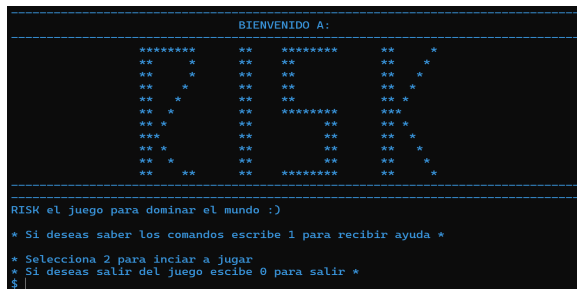 BIENVENIDO A:
RISK
RISK el juego para dominar el mundo :)
* Si deseas saber los comandos escribe 1 para recibir ayuda *
* Selecciona 2 para inciar a jugar
* Si deseas salir del juego escibe 0 para salir *
$